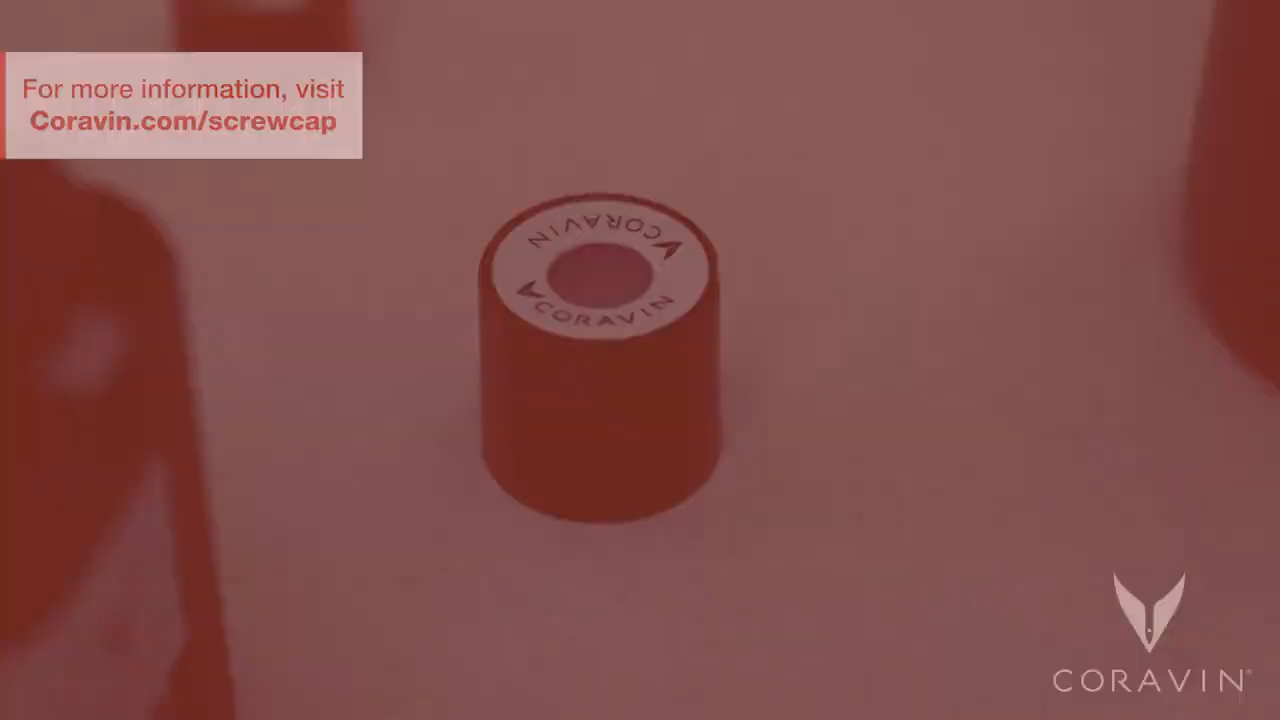 For more information, visit
Coravin.com/screwcap
CORAVIN
CORAVIN
CORAVIN®